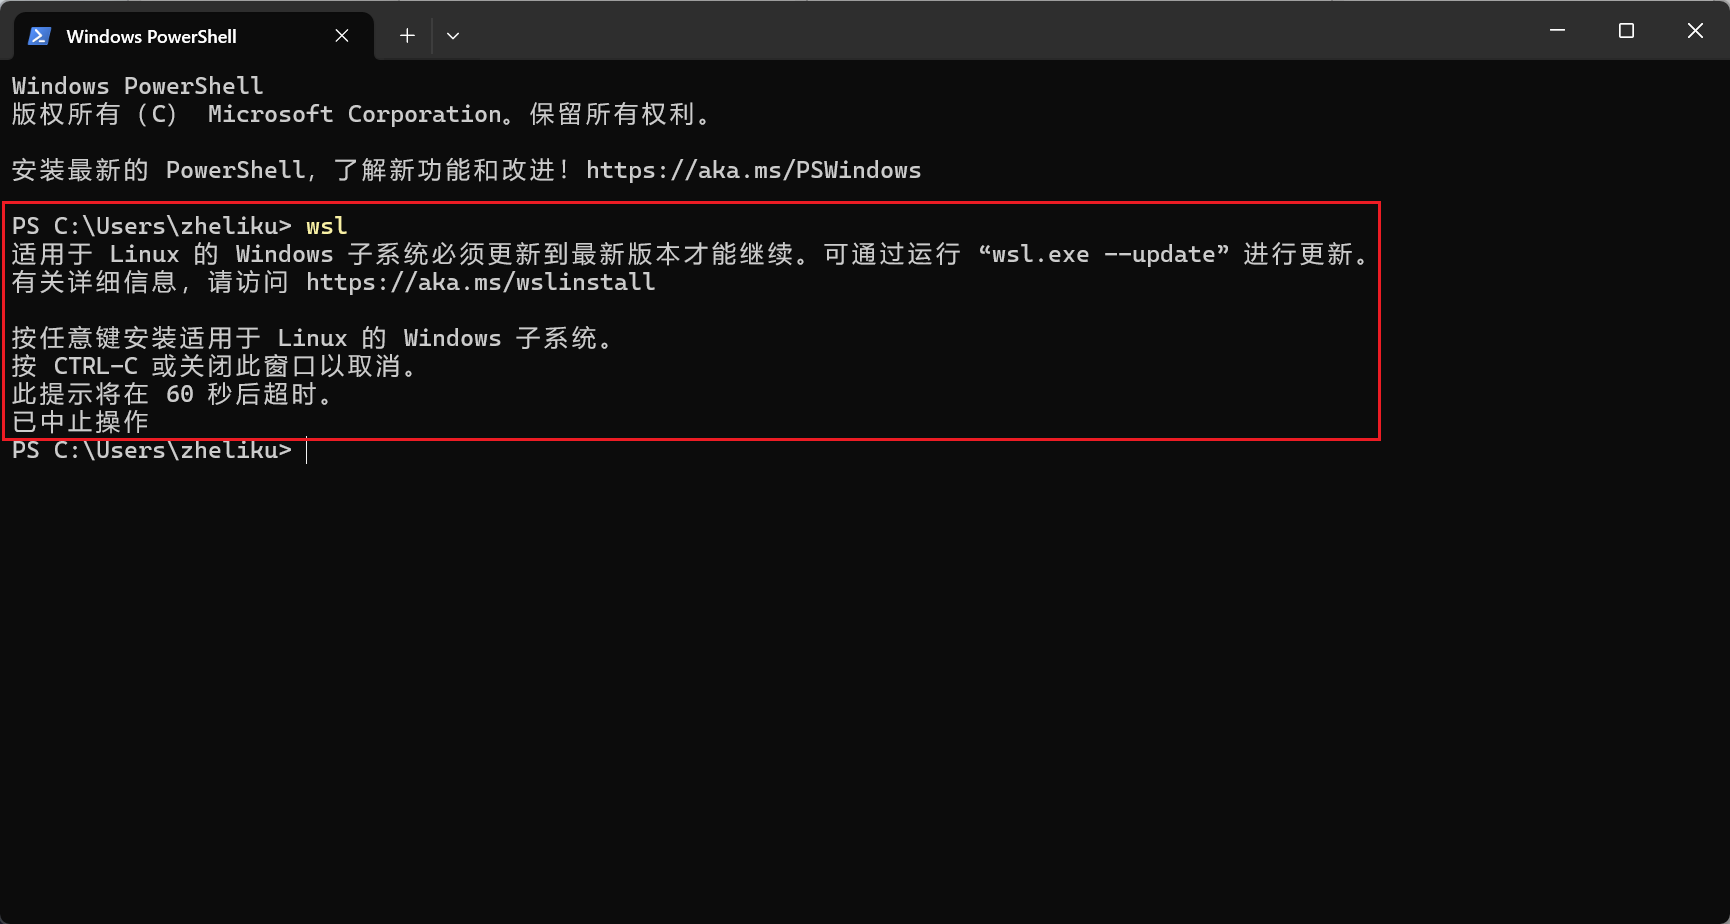 Windows PowerShell
Windows PowerShell
版权所有 (C)  Microsoft Corporation。保留所有权利。
安装最新的 PowerShell，了解新功能和改进！https://aka.ms/PSWindows
PS C:\Users\zheliku> wsl
适用于 Linux 的 Windows 子系统必须更新到最新版本才能继续。可通过运行 “wsl.exe --update” 进行更新。
有关详细信息，请访问 https://aka.ms/wslinstall
按任意键安装适用于 Linux 的 Windows 子系统。
按 CTRL-C 或关闭此窗口以取消。
此提示将在 60 秒后超时。
已中止操作
PS C:\Users\zheliku>